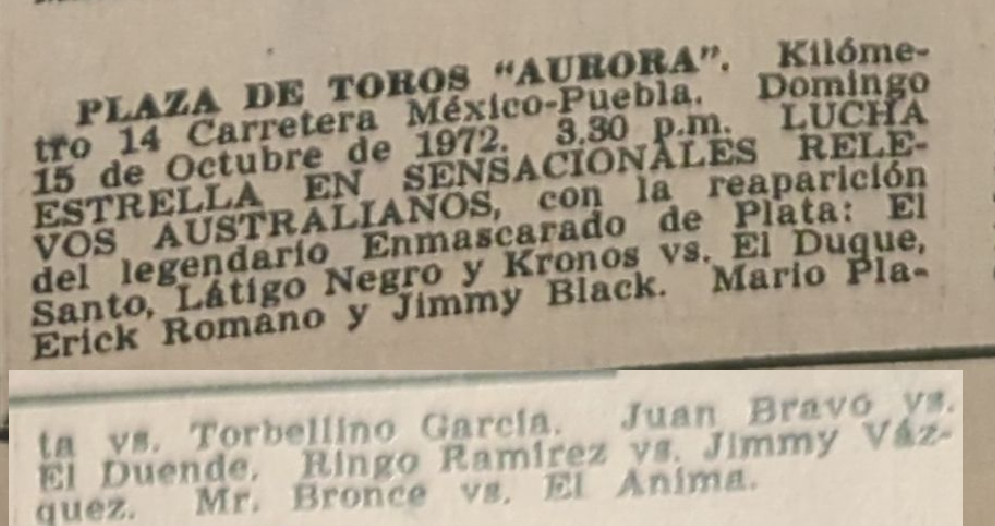 PLAZA DE TOROS “AURORA”. Kilóme-
tro 14 Carretera México-Puebla. Domingo
15 de Octubre de 1972. 3.30 p.m. LUCHA
ESTRELLA EN SENSACIONALES RELE-
VOS AUSTRALIANOS, con la reaparición
del legendario Enmascarado de Plata: El
Santo, Látigo Negro y Kronos vs. El Duque,
Erick Romano y Jimmy Black. Mario Pla-
ta vs. Torbellino García. Juan Bravo vs.
El Duende. Ringo Ramírez vs. Jimmy Váz-
quez. Mr. Bronce vs. El Anima.